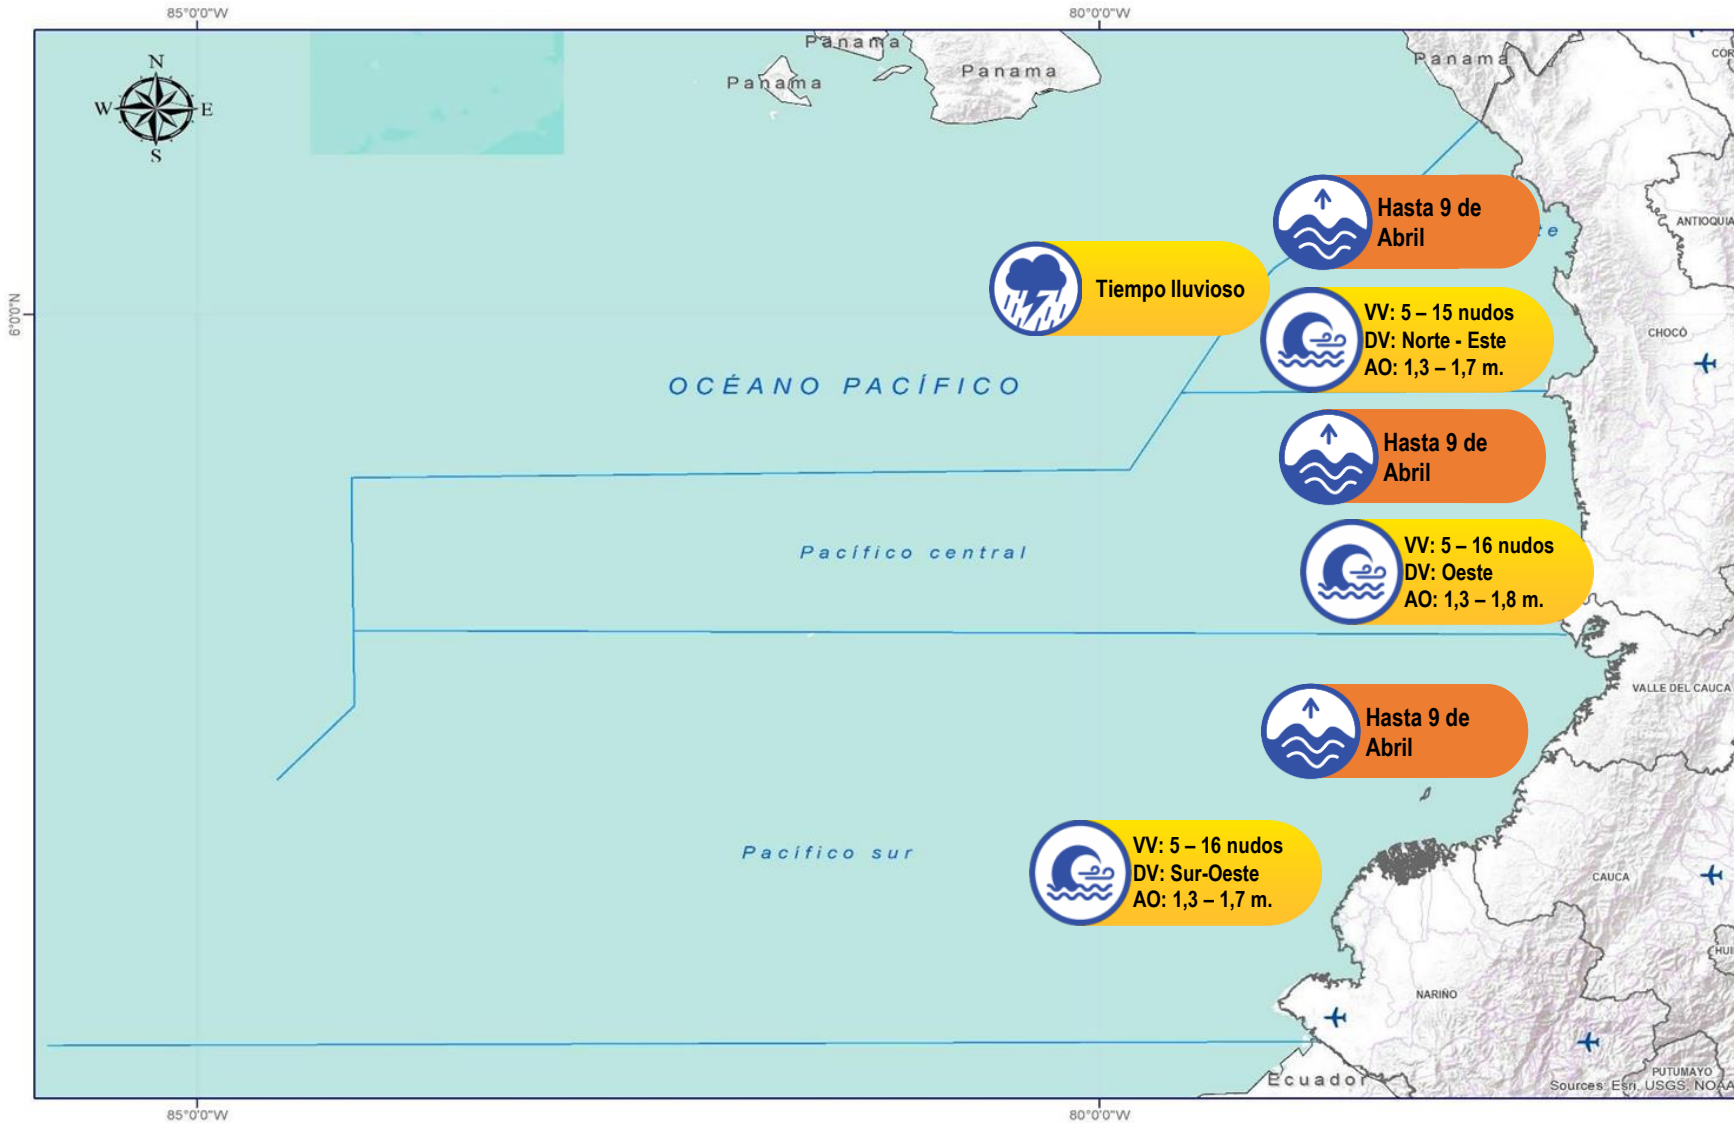 85°0'0"W
80°0'0"W
N
W
E
S
Panama
Panama
Panama
Panama
ANTIOQUIA
Hasta 9 de
Abril
te
Tiempo lluvioso
6°0'0"N
VV: 5 – 15 nudos
DV: Norte - Este
AO: 1,3 – 1,7 m.
CHOCÓ
OCÉANO PACÍFICO
Hasta 9 de
Abril
Pacífico central
VV: 5 – 16 nudos
DV: Oeste
AO: 1,3 – 1,8 m.
VALLE DEL CAUCA
Hasta 9 de
Abril
Pacífico sur
VV: 5 – 16 nudos
DV: Sur-Oeste
AO: 1,3 – 1,7 m.
CAUCA
HUI
NARIÑO
PUTUMAYO
Ecuador
Sources: Esri, USGS, NOAA
85°0'0"W
80°0'0"W